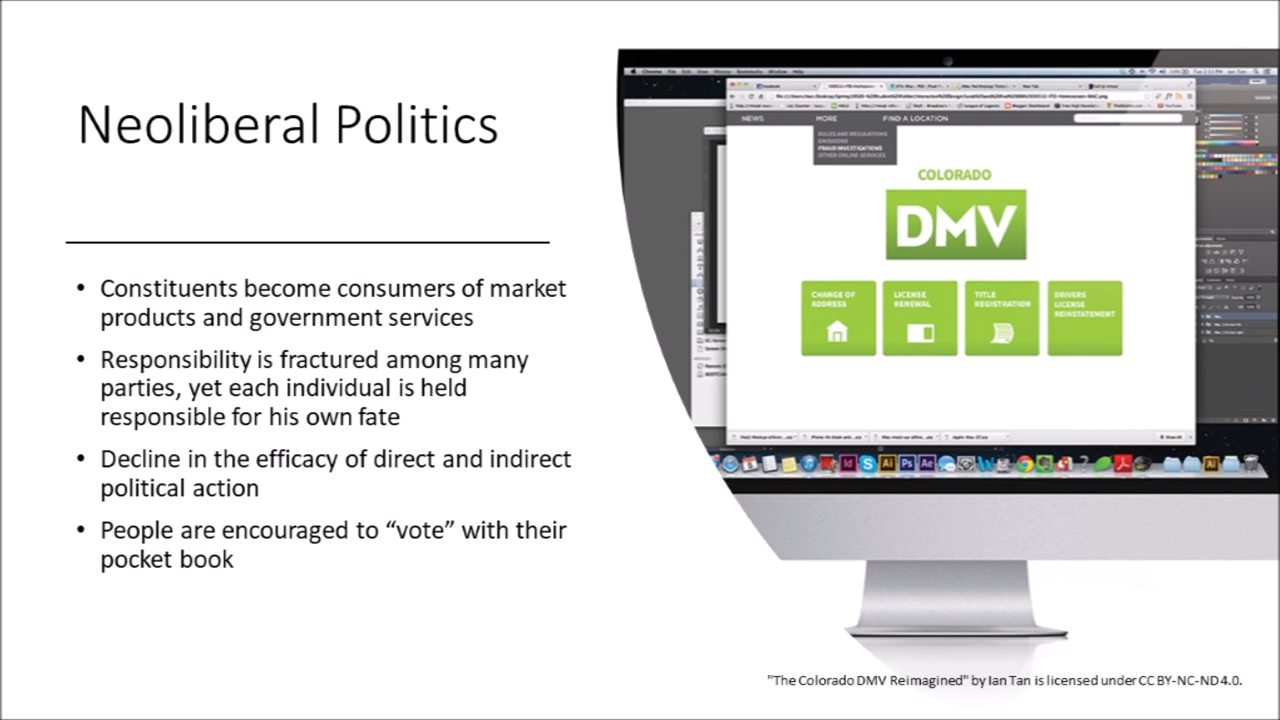 Neoliberal Politics
• Constituents become consumers of market
products and government services
• Responsibility is fractured among many
parties, yet each individual is held
responsible for his own fate
• Decline in the efficacy of direct and indirect
political action
• People are encouraged to “vote” with their
pocket book
NEWS MORE FIND A LOCATION
RULES AND REGULATIONS
EMISSIONS
FRAUD INVESTIGATIONS
OTHER ONLINE SERVICES
COLORADO
DMV
CHANGE OF
ADDRESS
LICENSE
RENEWAL
TITLE
REGISTRATION
DRIVERS
LICENSE
REINSTATEMENT
"The Colorado DMV Reimagined" by Ian Tan is licensed under CC BY-NC-ND 4.0.